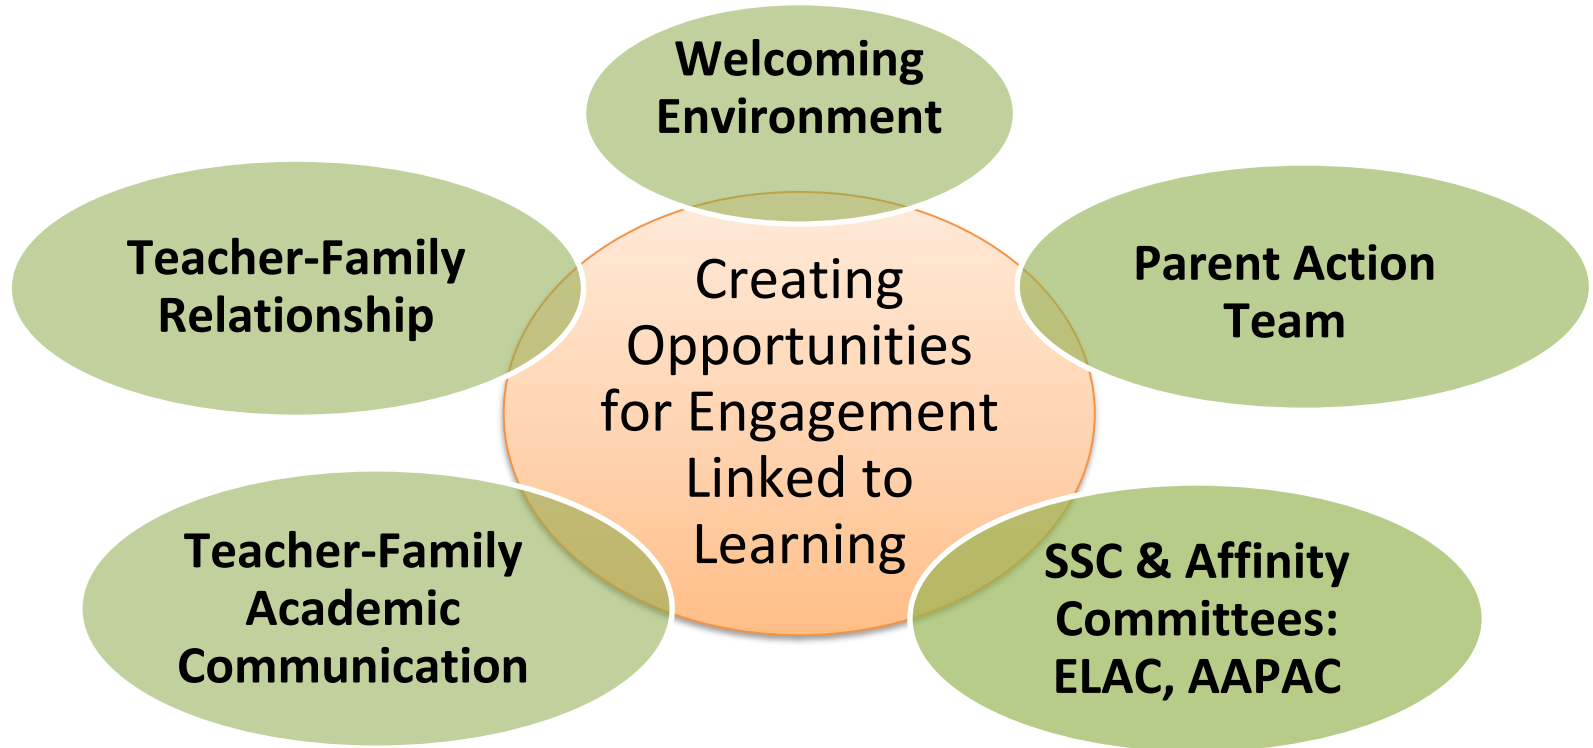 Welcoming
Environment
Teacher-Family
Relationship
Parent Action
Team
Creating
Opportunities
for Engagement
Linked to
Learning
Teacher-Family
Academic
Communication
SSC & Affinity
Committees:
ELAC, AAPAC